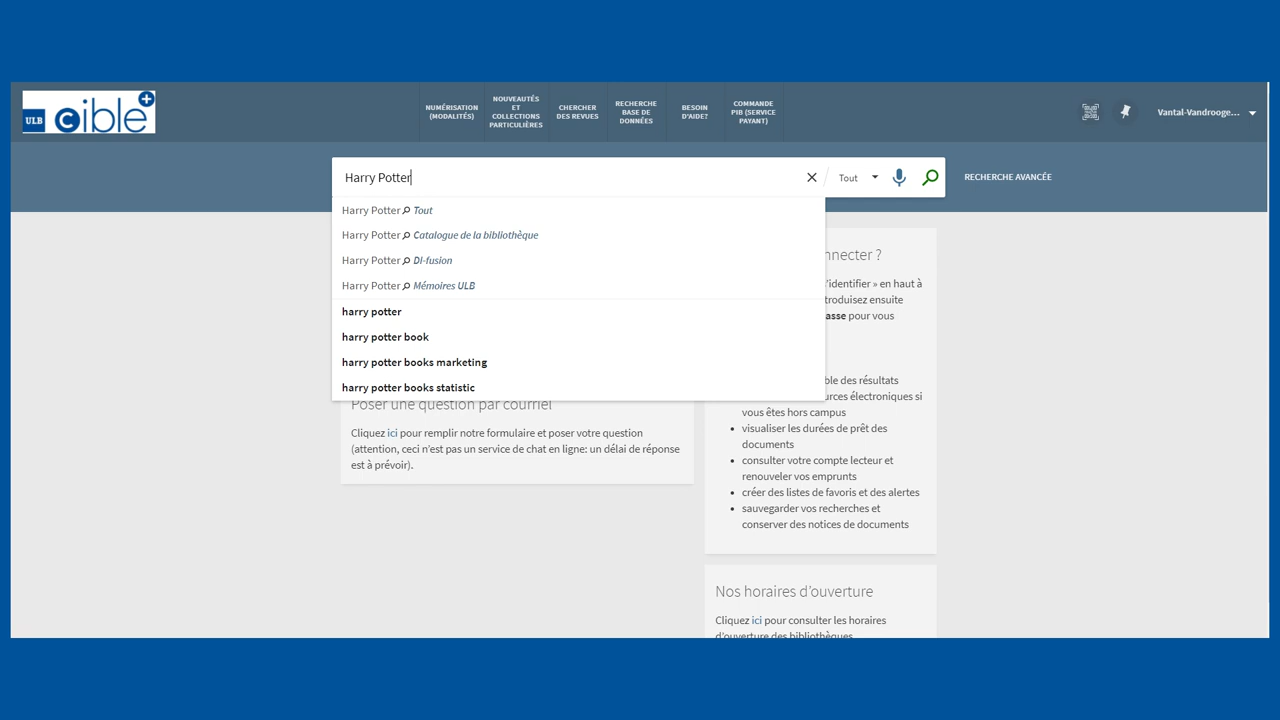 ULB cible+
NUMÉRISATION
(MODALITÉS)
NOUVEAUTÉS
ET
COLLECTIONS
PARTICULIÈRES
CHERCHER
DES REVUES
RECHERCHE
BASE DE
DONNÉES
BESOIN
D'AIDE?
COMMANDE
PIB (SERVICE
PAYANT)
Vantal-Vandrooge...
Harry Potter
Tout
RECHERCHE AVANCÉE
Harry Potter Tout
Harry Potter Catalogue de la bibliothèque
Harry Potter DI-fusion
Harry Potter Mémoires ULB
harry potter
harry potter book
harry potter books marketing
harry potter books statistic
Poser une question par courriel
Cliquez ici pour remplir notre formulaire et poser votre question
(attention, ceci n'est pas un service de chat en ligne: un délai de réponse
est à prévoir).
nnecter ?
'identifier » en haut à
troduisez ensuite
asse pour vous
ble des résultats
urces électroniques si
vous êtes hors campus
visualiser les durées de prêt des
documents
consulter votre compte lecteur et
renouveler vos emprunts
créer des listes de favoris et des alertes
sauvegarder vos recherches et
conserver des notices de documents
Nos horaires d'ouverture
Cliquez ici pour consulter les horaires
d'ouverture des bibliothèques